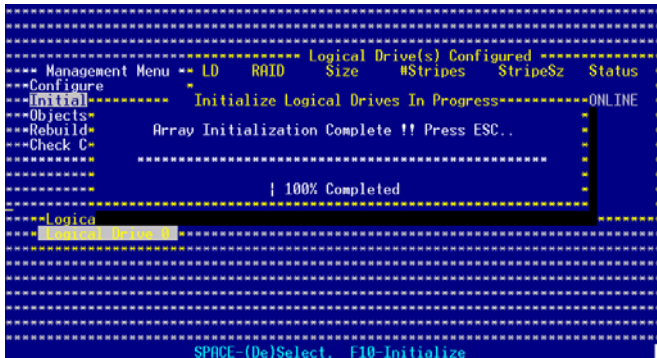 Logical Drive(s) Configured
Management Menu LD RAID Size #Stripes StripeSz Status
Configure
Initial Initialize Logical Drives In Progress ONLINE
Objects
Rebuild Array Initialization Complete !! Press ESC..
Check C
| 100% Completed
Logica
Logical Drive 0
SPACE-(De)Select, F10-Initialize